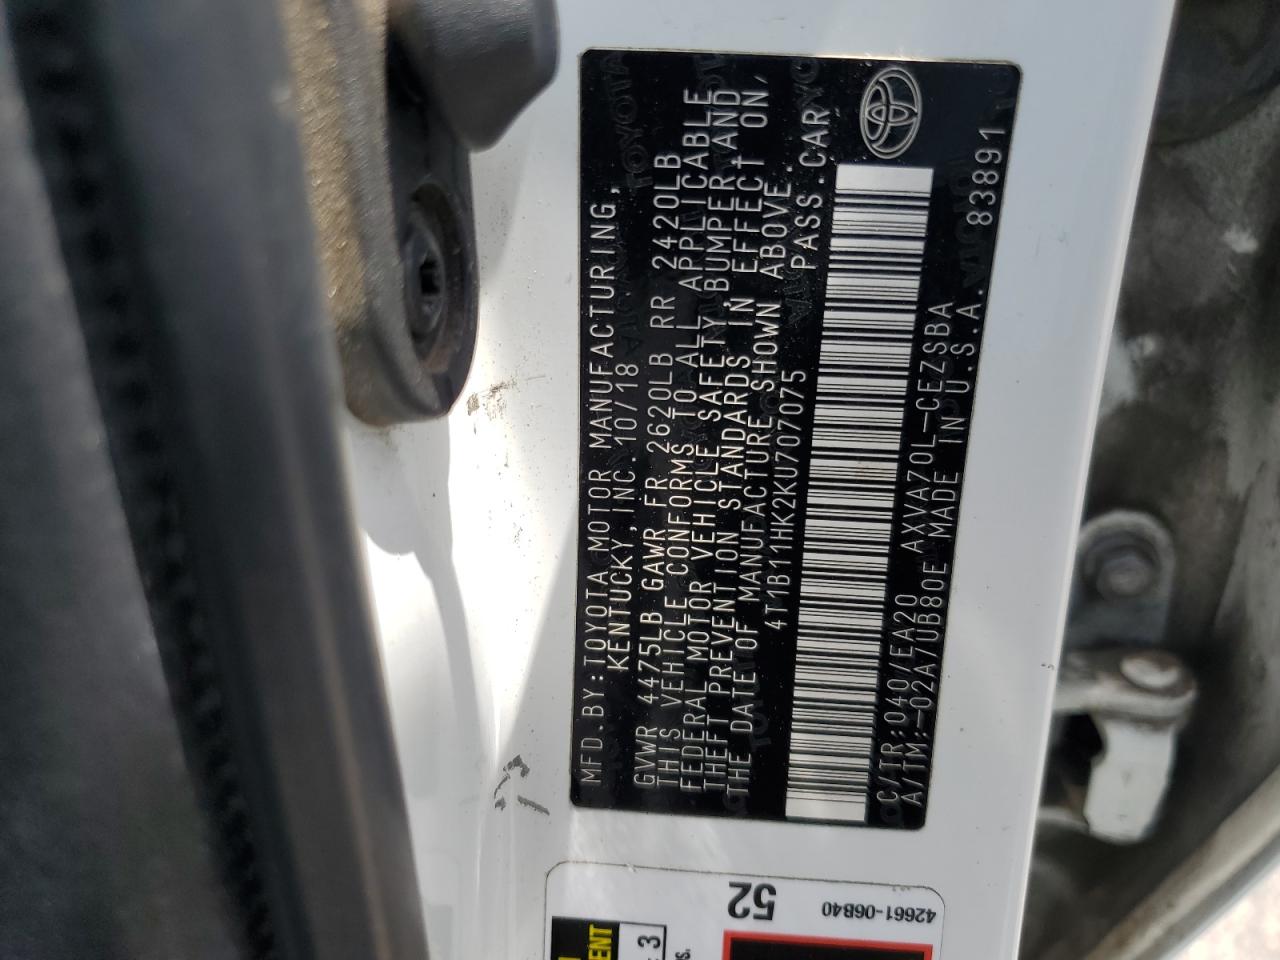 MFD.BY:TOYOTA MOTOR MANUFACTURING,
KENTUCKY, INC. 10/18
GVWR 4475LB GAWR FR 2620LB RR 2420LB
THIS VEHICLE CONFORMS TO ALL APPLICABLE
FEDERAL MOTOR VEHICLE SAFETY, BUMPER, AND
THEFT PREVENTION STANDARDS IN EFFECT ON
THE DATE OF MANUFACTURE SHOWN ABOVE.
4T1B11HK2KU707075 PASS.CAR
C/TR:040/EA20 AXVA70L-CEZSBA
A/TM:-02A/UB80E MADE IN U.S.A. 83891
52
42661-06B40
3